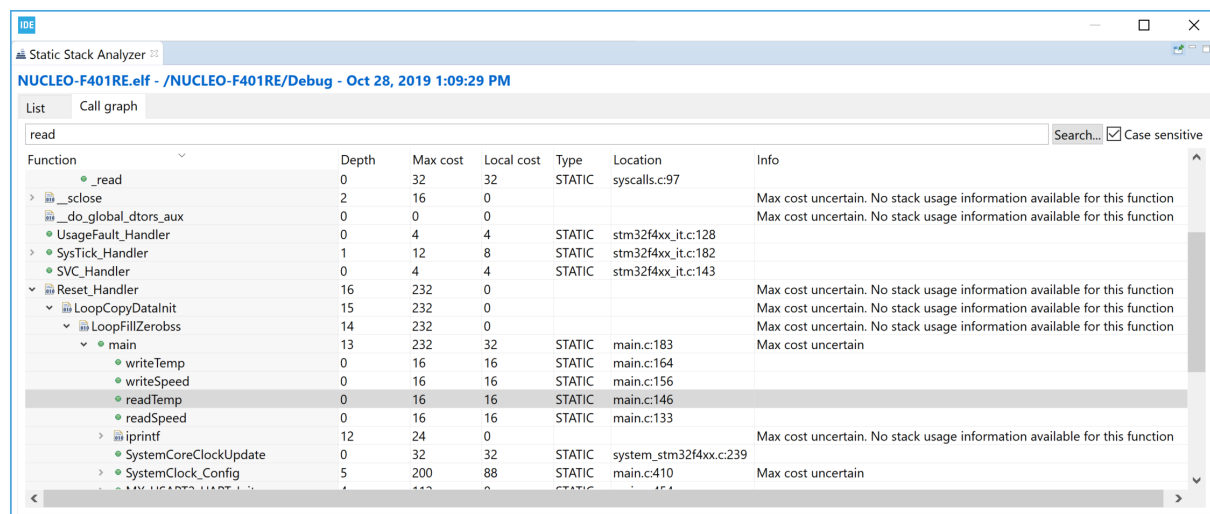 IDE
Static Stack Analyzer
NUCLEO-F401RE.elf - /NUCLEO-F401RE/Debug - Oct 28, 2019 1:09:29 PM
List Call graph
read Search... Case sensitive
Function Depth Max cost Local cost Type Location Info
_read 0 32 32 STATIC syscalls.c:97
__sclose 2 16 0 Max cost uncertain. No stack usage information available for this function
__do_global_dtors_aux 0 0 0 Max cost uncertain. No stack usage information available for this function
UsageFault_Handler 0 4 4 STATIC stm32f4xx_it.c:128
SysTick_Handler 1 12 8 STATIC stm32f4xx_it.c:182
SVC_Handler 0 4 4 STATIC stm32f4xx_it.c:143
Reset_Handler 16 232 0 Max cost uncertain. No stack usage information available for this function
LoopCopyDataInit 15 232 0 Max cost uncertain. No stack usage information available for this function
LoopFillZerobss 14 232 0 Max cost uncertain. No stack usage information available for this function
main 13 232 32 STATIC main.c:183 Max cost uncertain
writeTemp 0 16 16 STATIC main.c:164
writeSpeed 0 16 16 STATIC main.c:156
readTemp 0 16 16 STATIC main.c:146
readSpeed 0 16 16 STATIC main.c:133
iprintf 12 24 0 Max cost uncertain. No stack usage information available for this function
SystemCoreClockUpdate 0 32 32 STATIC system_stm32f4xx.c:239
SystemClock_Config 5 200 88 STATIC main.c:410 Max cost uncertain